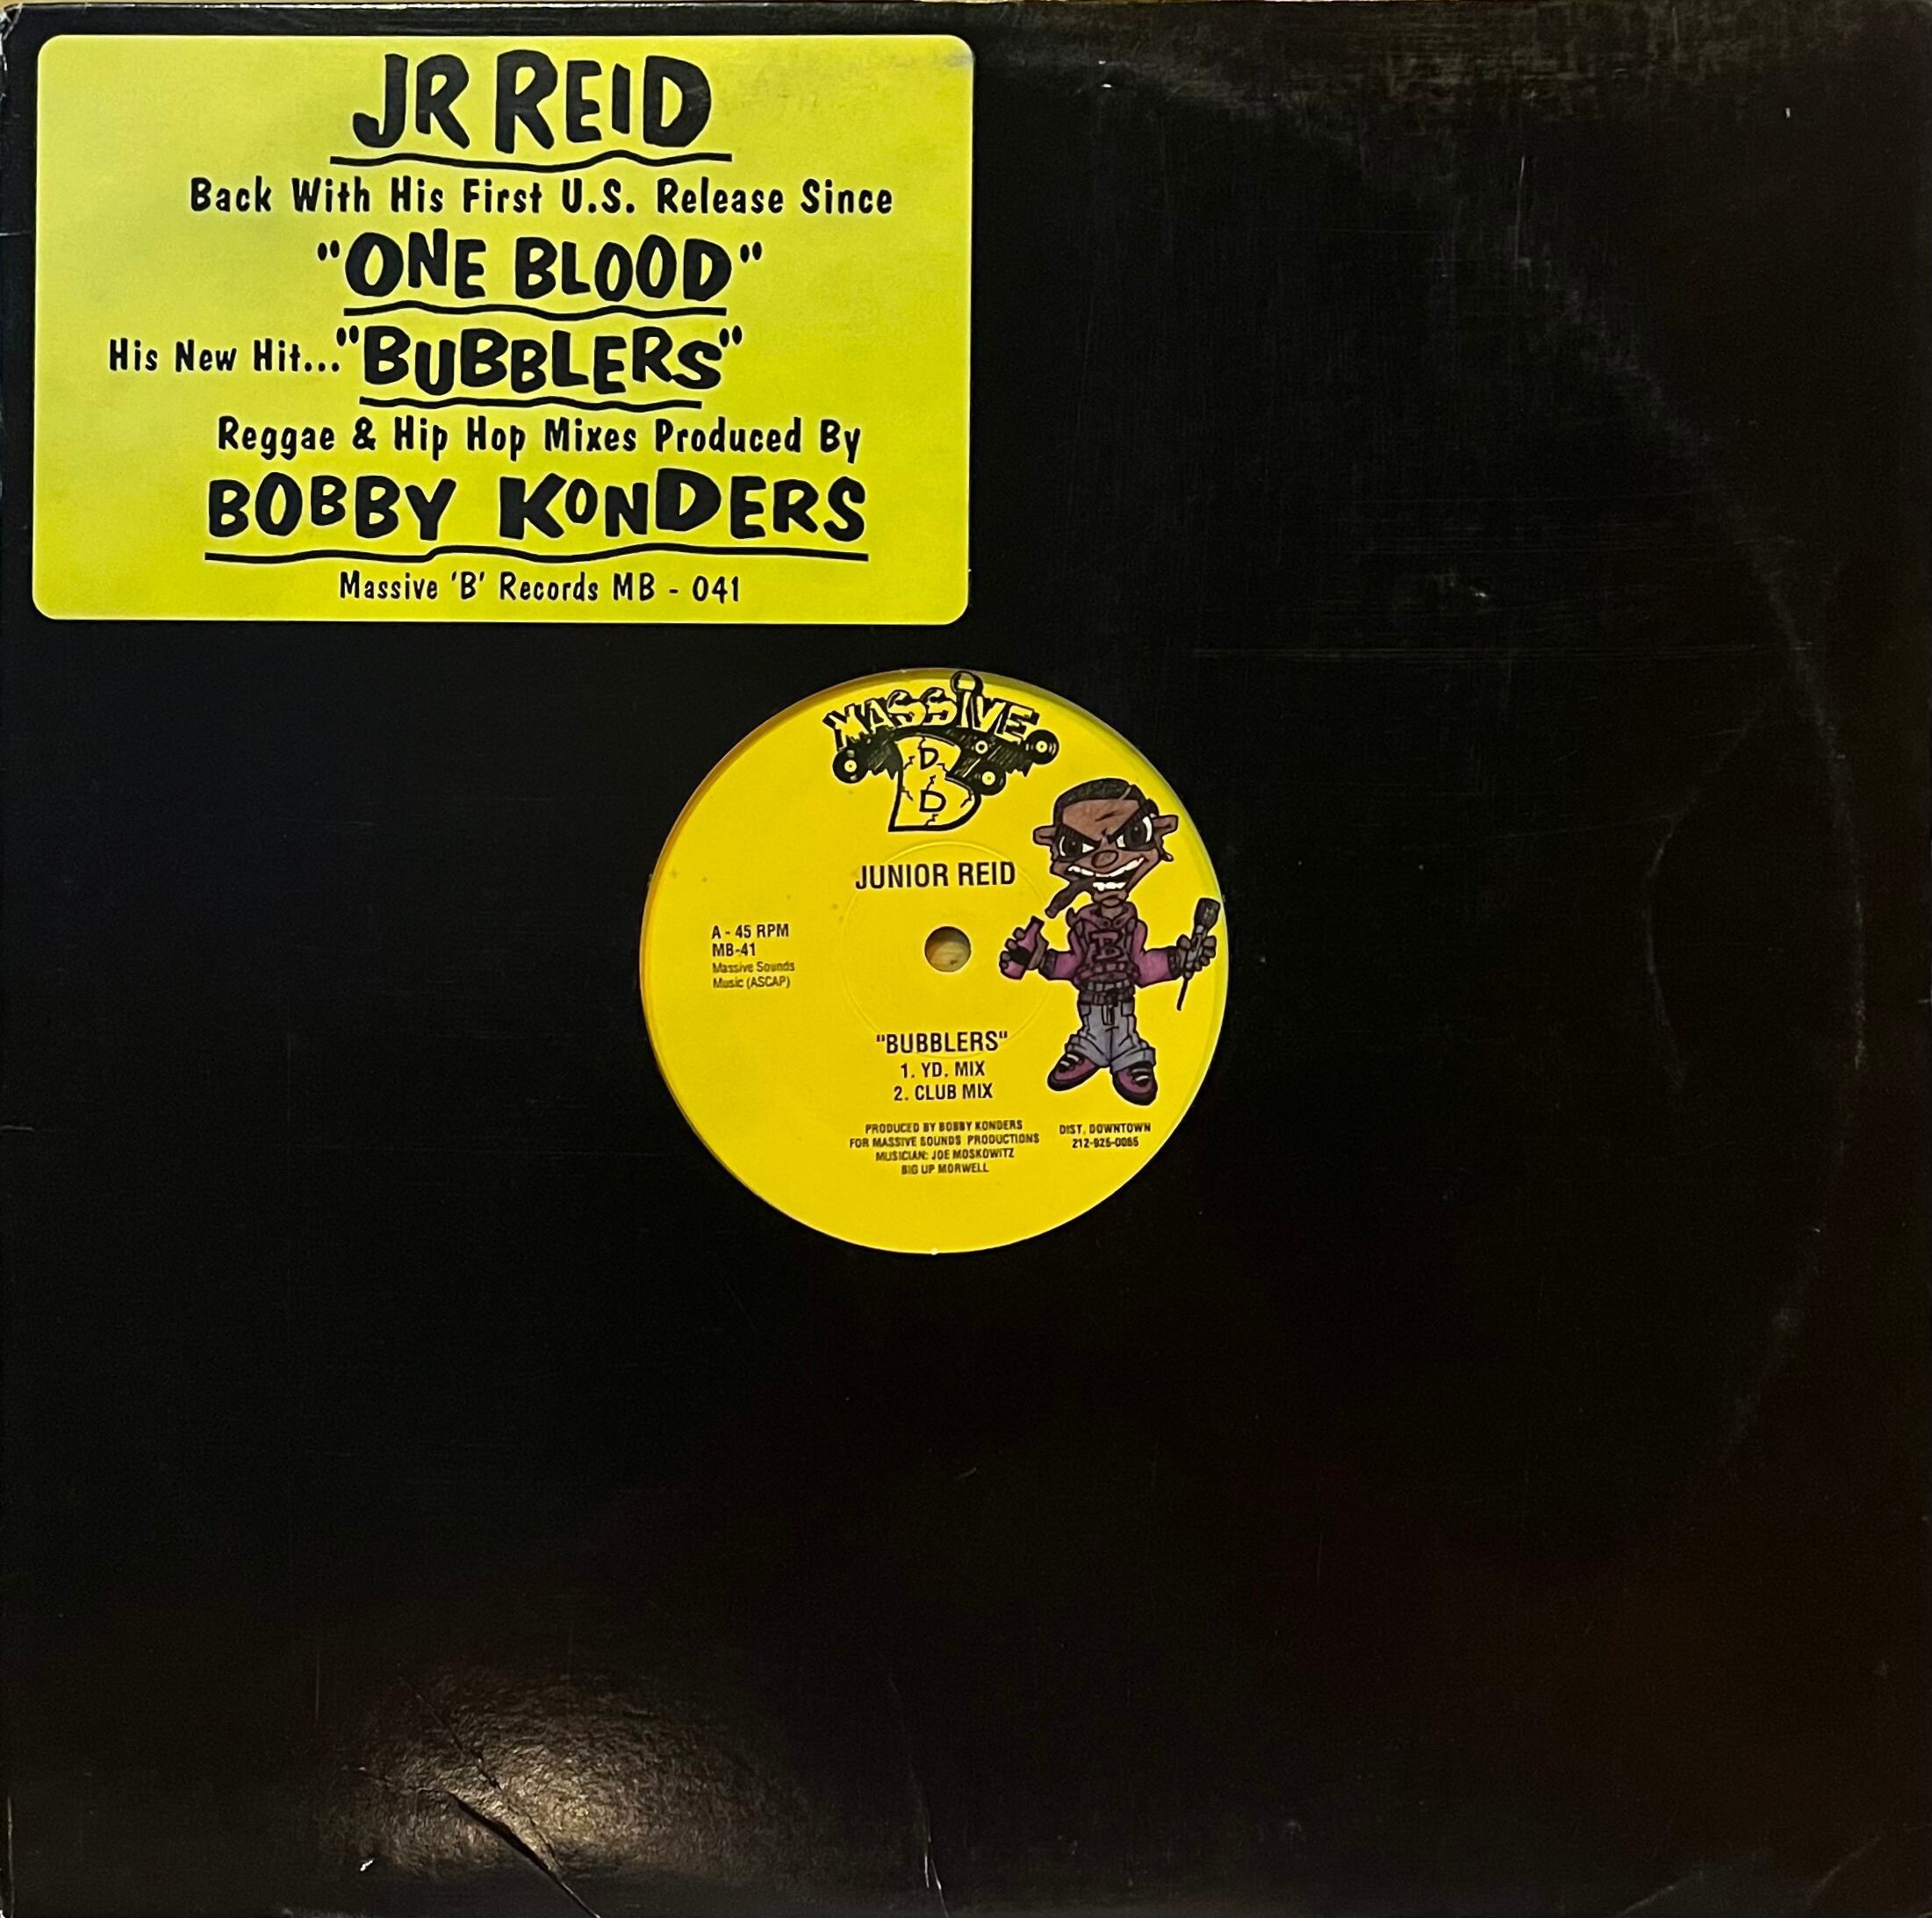 JR REID
Back With His First U.S. Release Since
"ONE BLOOD"
His New Hit..."BUBBLERS"
Reggae & Hip Hop Mixes Produced By
BOBBY KONDERS
Massive 'B' Records MB - 041
MASSIVE
B
JUNIOR REID
A - 45 RPM
MB-41
Massive Sounds
Music (ASCAP)
"BUBBLERS"
1. YD. MIX
2. CLUB MIX
PRODUCED BY BOBBY KONDERS
FOR MASSIVE SOUNDS PRODUCTIONS
MUSICIAN: JOE MOSKOWITZ
BIG UP MORWELL
DIST. DOWNTOWN
B